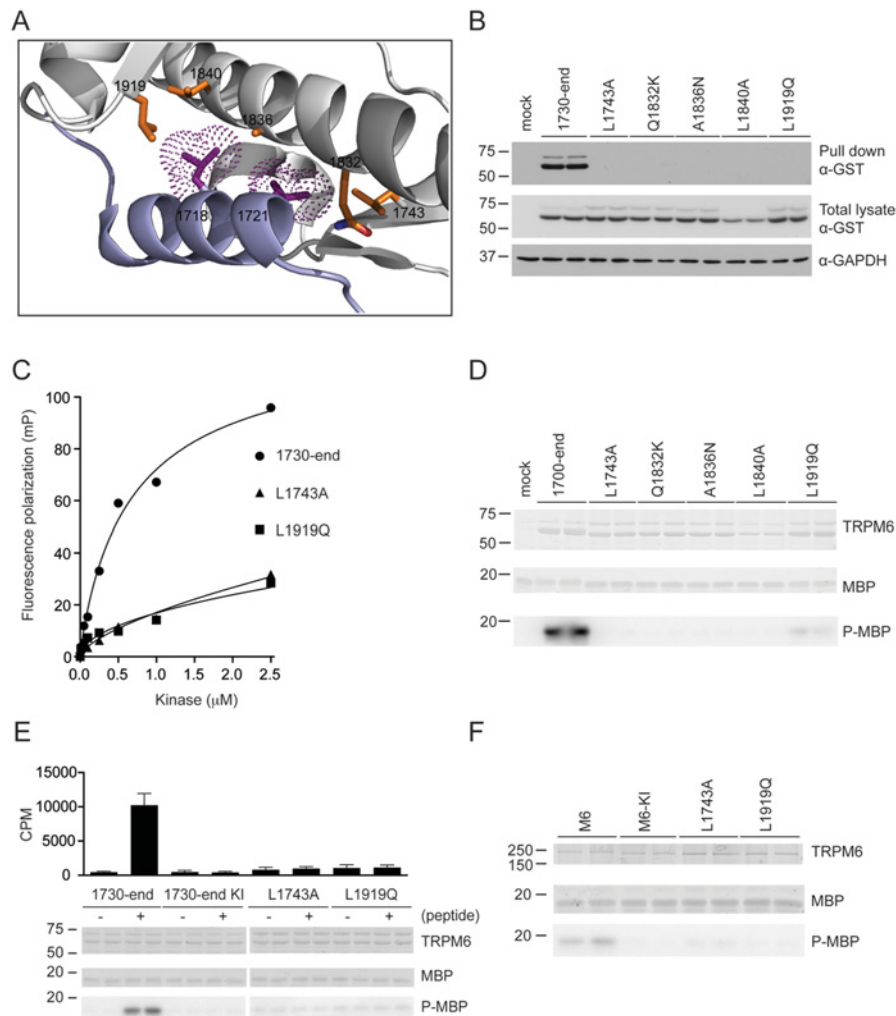 A
1919
1840
1836
1832
1718
1721
1743
B
mock
1730-end
L1743A
Q1832K
A1836N
L1840A
L1919Q
75
50
Pull down
α-GST
75
50
Total lysate
α-GST
37
α-GAPDH
C
Fluorescence polarization (mP)
100
80
60
40
20
0
0.0
0.5
1.0
1.5
2.0
2.5
Kinase (μM)
1730-end
L1743A
L1919Q
D
mock
1700-end
L1743A
Q1832K
A1836N
L1840A
L1919Q
75
50
TRPM6
20
MBP
20
P-MBP
E
CPM
15000
10000
5000
0
1730-end 1730-end KI L1743A L1919Q
- + - + - + - + (peptide)
75
50
TRPM6
20
MBP
20
P-MBP
F
M6
M6-KI
L1743A
L1919Q
250
150
TRPM6
20
MBP
20
P-MBP